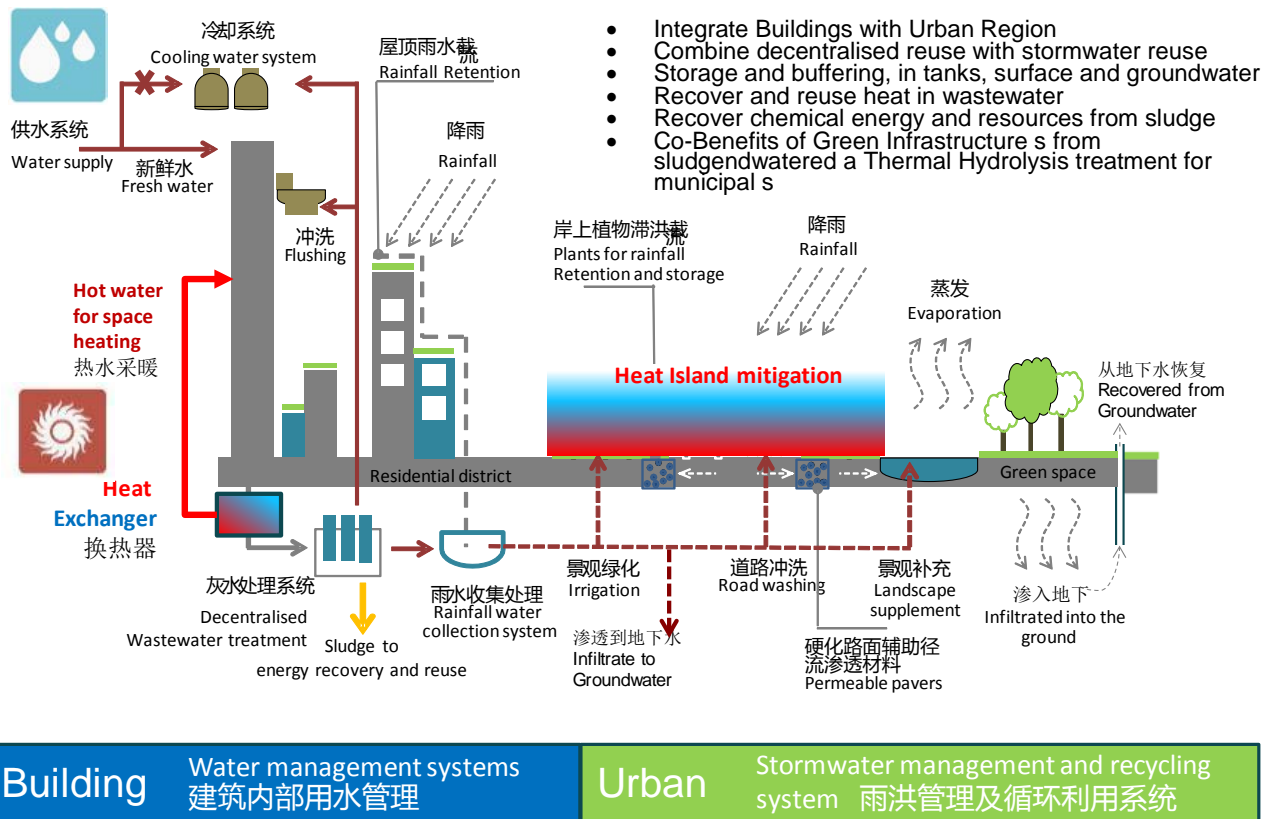 冷却系统
Cooling water system
屋顶雨水截
流
Rainfall Retention
• Integrate Buildings with Urban Region
• Combine decentralised reuse with stormwater reuse
• Storage and buffering, in tanks, surface and groundwater
• Recover and reuse heat in wastewater
• Recover chemical energy and resources from sludge
• Co-Benefits of Green Infrastructure s from
sludgendwatered a Thermal Hydrolysis treatment for
municipal s
供水系统
Water supply
新鲜水
Fresh water
降雨
Rainfall
冲洗
Flushing
岸上植物滞洪截
流
Plants for rainfall
Retention and storage
降雨
Rainfall
蒸发
Evaporation
Hot water
for space
heating
热水采暖
Heat Island mitigation
从地下水恢复
Recovered from
Groundwater
Residential district
Green space
Heat
Exchanger
换热器
灰水处理系统
Decentralised
Wastewater treatment
Sludge to
energy recovery and reuse
雨水收集处理
Rainfall water
collection system
景观绿化
Irrigation
渗透到地下水
Infiltrate to
Groundwater
道路冲洗
Road washing
景观补充
Landscape
supplement
硬化路面辅助径
流渗透材料
Permeable pavers
渗入地下
Infiltrated into the
ground
Building
Water management systems
建筑内部用水管理
Urban
Stormwater management and recycling
system 雨洪管理及循环利用系统